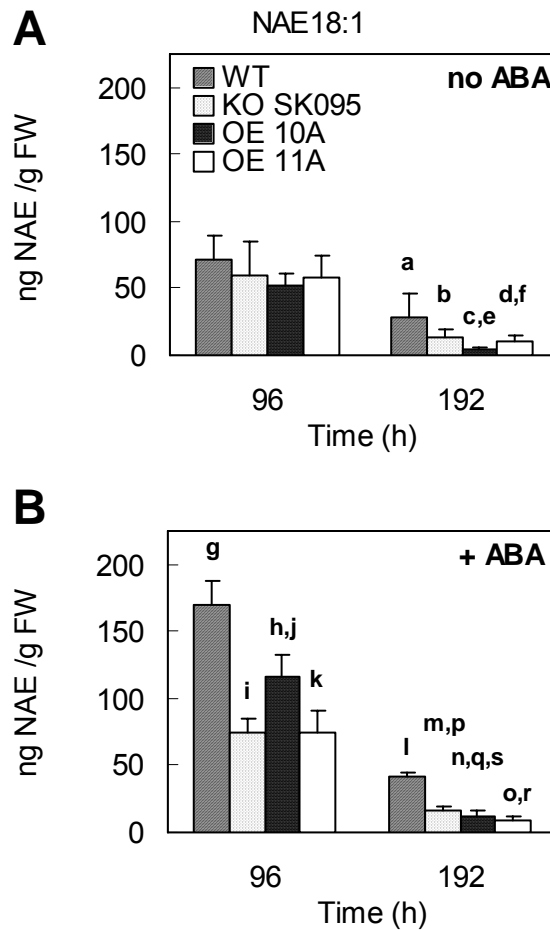 A
NAE18:1
no ABA
WT
KO SK095
OE 10A
OE 11A
ng NAE /g FW
200
150
100
50
0
a
b
c,e
d,f
96
192
Time (h)
B
+ ABA
ng NAE /g FW
200
150
100
50
0
g
i
h,j
k
l
m,p
n,q,s
o,r
96
192
Time (h)